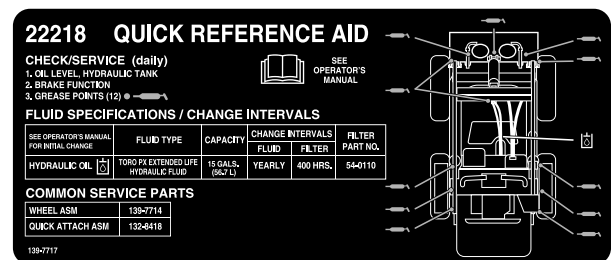 22218 QUICK REFERENCE AID
CHECK/SERVICE (daily)
1. OIL LEVEL, HYDRAULIC TANK
2. BRAKE FUNCTION
3. GREASE POINTS (12)
SEE
OPERATOR'S
MANUAL
FLUID SPECIFICATIONS / CHANGE INTERVALS
SEE OPERATOR'S MANUAL
FOR INITIAL CHANGE
FLUID TYPE
CAPACITY
CHANGE INTERVALS
FLUID
FILTER
FILTER
PART NO.
HYDRAULIC OIL
TORO PX EXTENDED LIFE
HYDRAULIC FLUID
15 GALS.
(56.7 L)
YEARLY
400 HRS.
54-0110
COMMON SERVICE PARTS
WHEEL ASM 139-7714
QUICK ATTACH ASM 132-8418
139-7717